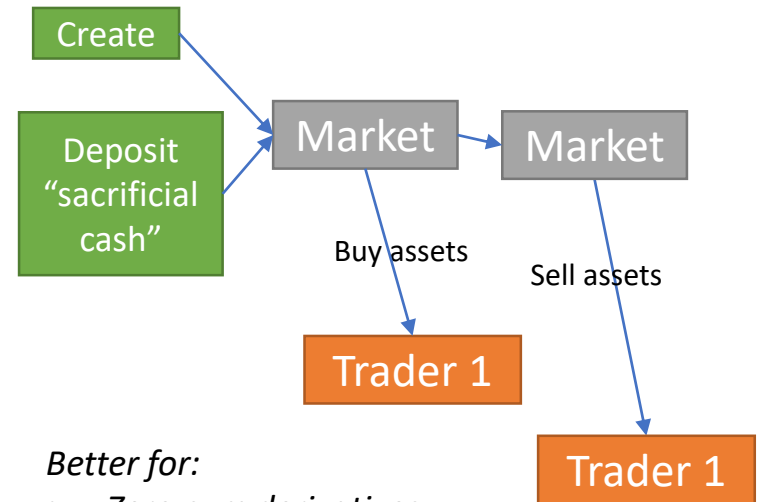 Create
Deposit
“sacrificial
cash”
Market
Market
Buy assets
Sell assets
Trader 1
Trader 1
Better for: